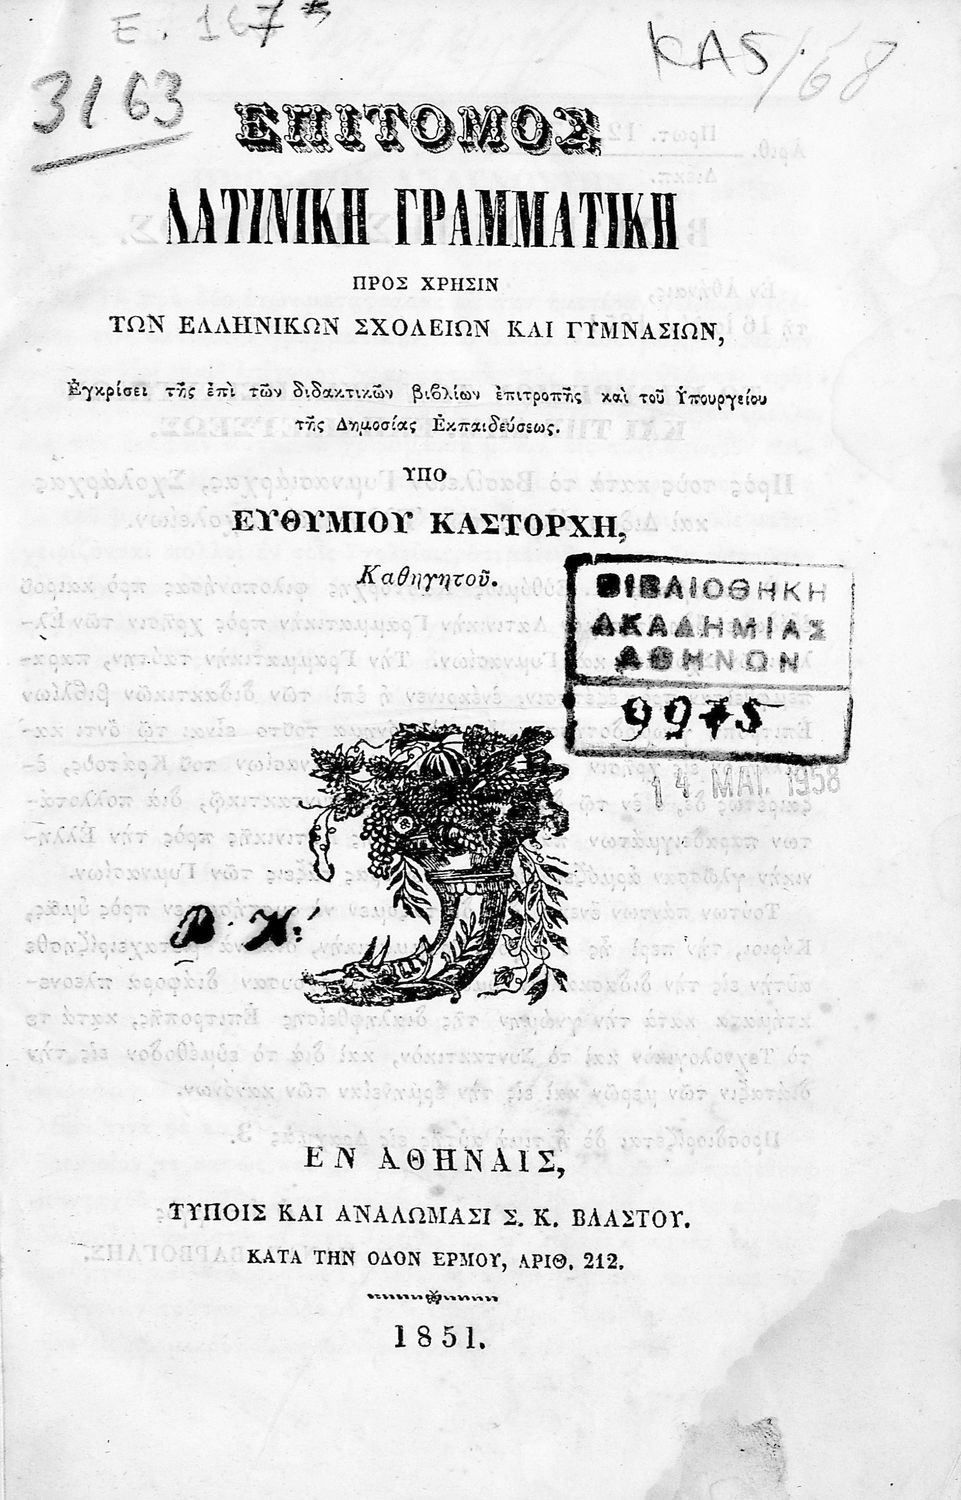 Ε. 167
ΚΑΣ/68
3163
ΕΠΙΤΟΜΟΣ
ΛΑΤΙΝΙΚΗ ΓΡΑΜΜΑΤΙΚΗ
ΠΡΟΣ ΧΡΗΣΙΝ
ΤΩΝ ΕΛΛΗΝΙΚΩΝ ΣΧΟΛΕΙΩΝ ΚΑΙ ΓΥΜΝΑΣΙΩΝ,
Ἐγκρίσει τῆς ἐπὶ τῶν διδακτικῶν βιβλίων ἐπιτροπῆς καὶ τοῦ Ὑπουργείου
τῆς Δημοσίας Ἐκπαιδεύσεως.
ΥΠΟ
ΕΥΘΥΜΙΟΥ ΚΑΣΤΟΡΧΗ,
Καθηγητοῦ.
ΒΙΒΛΙΟΘΗΚΗ
ΑΚΑΔΗΜΙΑΣ
ΑΘΗΝΩΝ
9975
14 ΜΑΙ. 1958
ΕΝ ΑΘΗΝΑΙΣ,
ΤΥΠΟΙΣ ΚΑΙ ΑΝΑΛΩΜΑΣΙ Σ. Κ. ΒΛΑΣΤΟΥ.
ΚΑΤΑ ΤΗΝ ΟΔΟΝ ΕΡΜΟΥ, ΑΡΙΘ. 212.
1851.